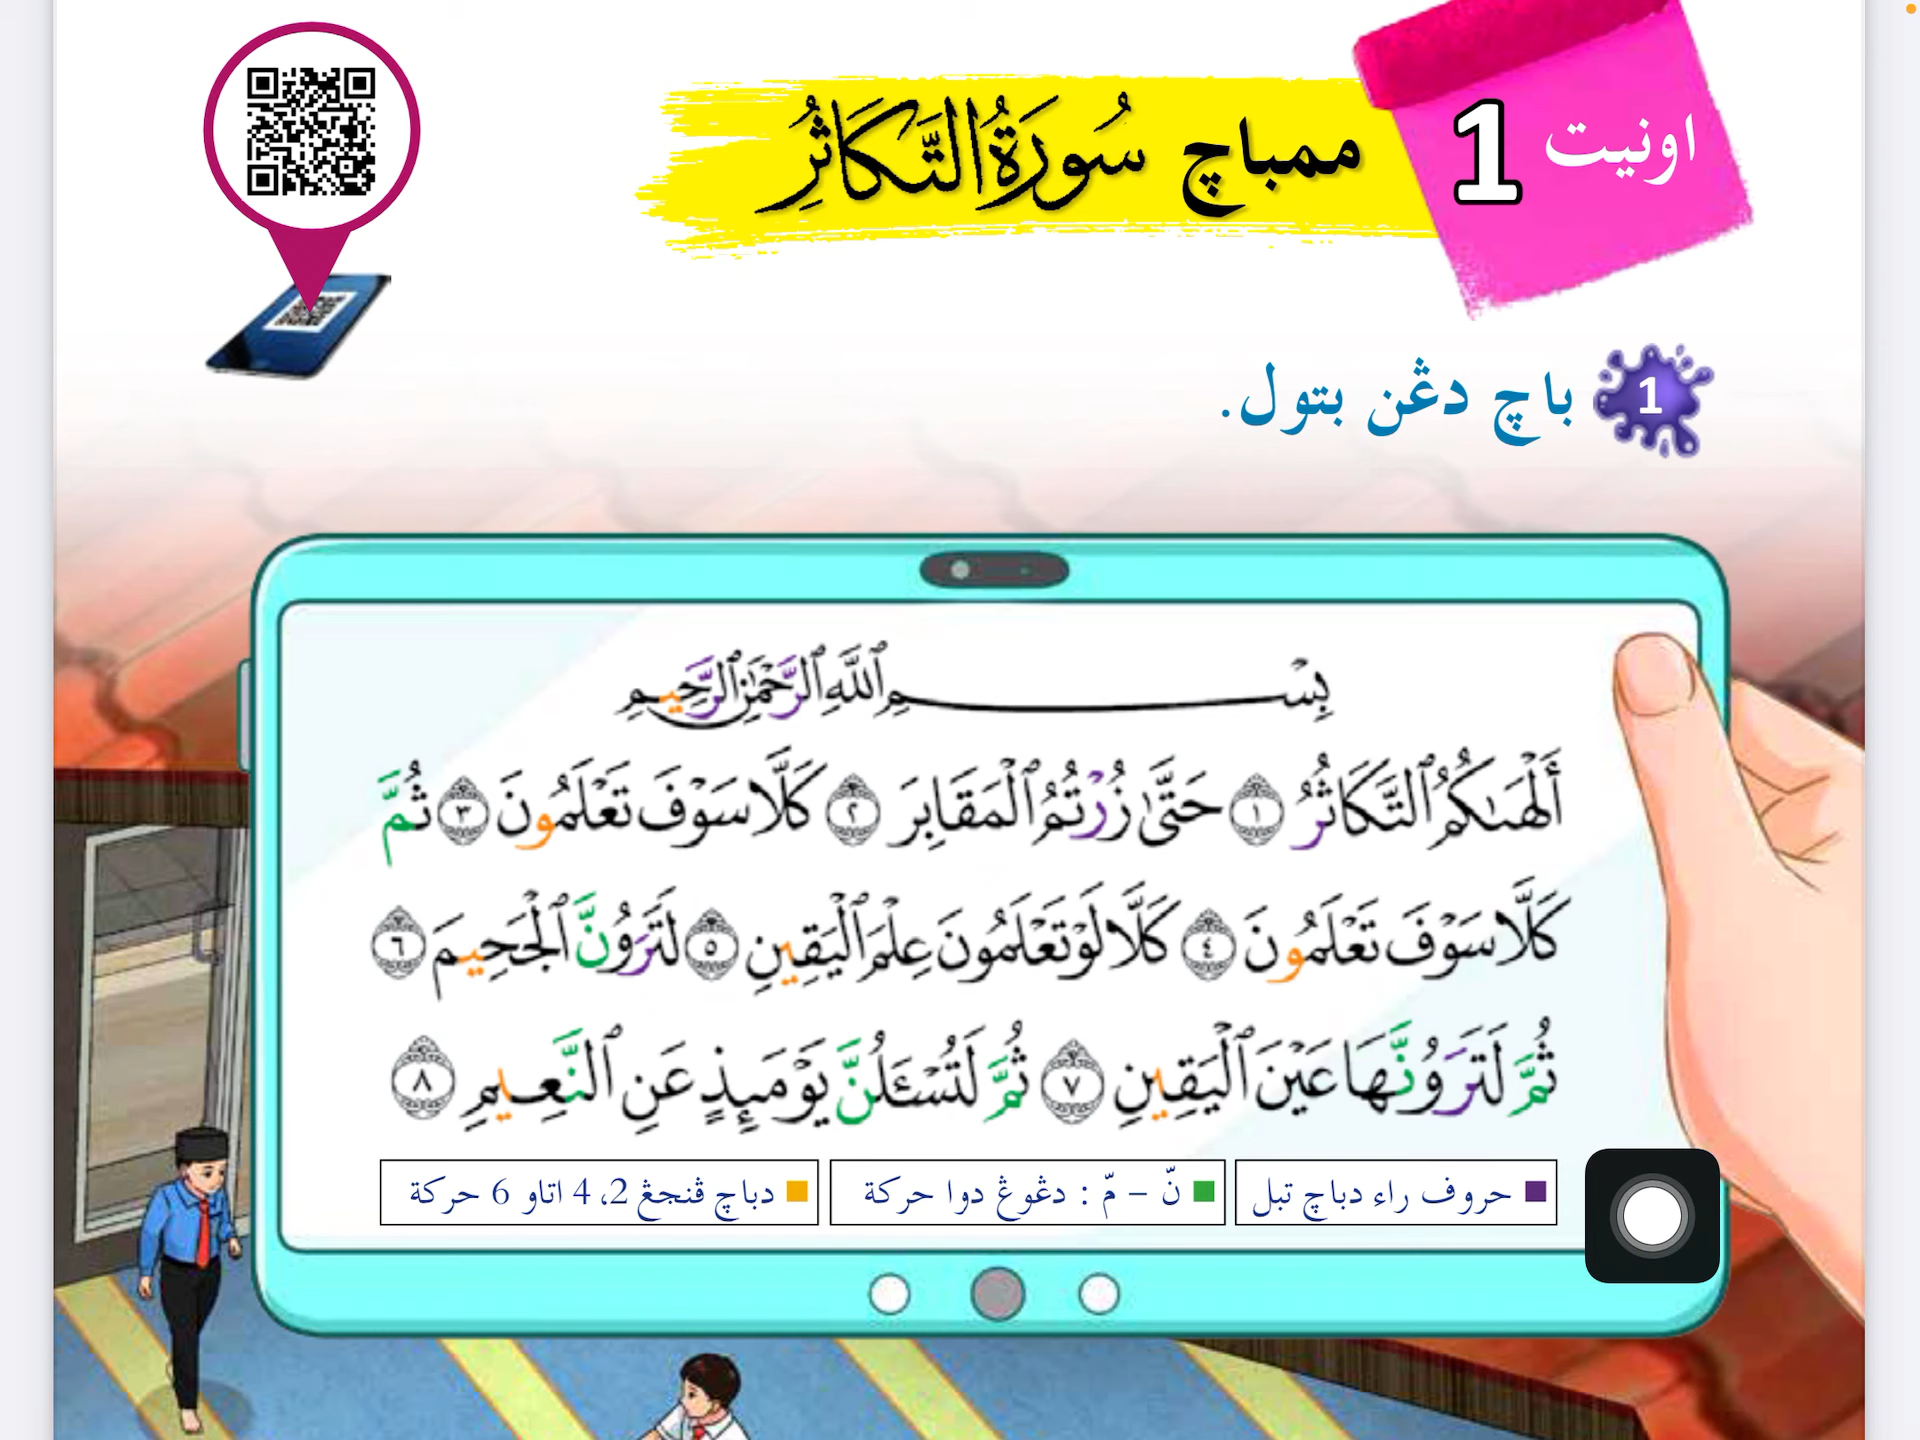 اونيت 1
ممباچ سُورَةُ التَّكَاثُرِ
1 باچ دڠن بتول.
بِسْمِ ٱللَّهِ ٱلرَّحْمَٰنِ ٱلرَّحِيمِ
أَلْهَىٰكُمُ ٱلتَّكَاثُرُ ١ حَتَّىٰ زُرْتُمُ ٱلْمَقَابِرَ ٢ كَلَّا سَوْفَ تَعْلَمُونَ ٣ ثُمَّ
كَلَّا سَوْفَ تَعْلَمُونَ ٤ كَلَّا لَوْ تَعْلَمُونَ عِلْمَ ٱلْيَقِينِ ٥ لَتَرَوُنَّ ٱلْجَحِيمَ ٦
ثُمَّ لَتَرَوُنَّهَا عَيْنَ ٱلْيَقِينِ ٧ ثُمَّ لَتُسْـَٔلُنَّ يَوْمَئِذٍ عَنِ ٱلنَّعِيمِ ٨
حروف راء دباچ تبل
نّ – مّ : دڠوڠ دوا حركة
دباچ ڤنجڠ 2، 4 اتاو 6 حركة